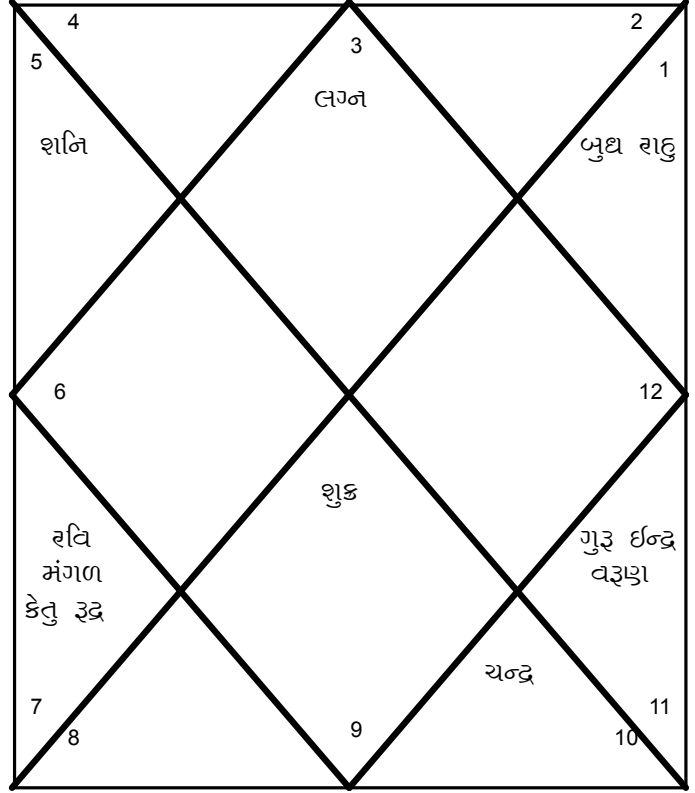 4
3
2
5
1
લગ્ન
શનિ
બુધ રાહુ
6
12
શુક્ર
રવિ
મંગળ
કેતુ રૂદ્ર
ગુરૂ ઈન્દ્ર
વરૂણ
ચન્દ્ર
7
11
8
9
10